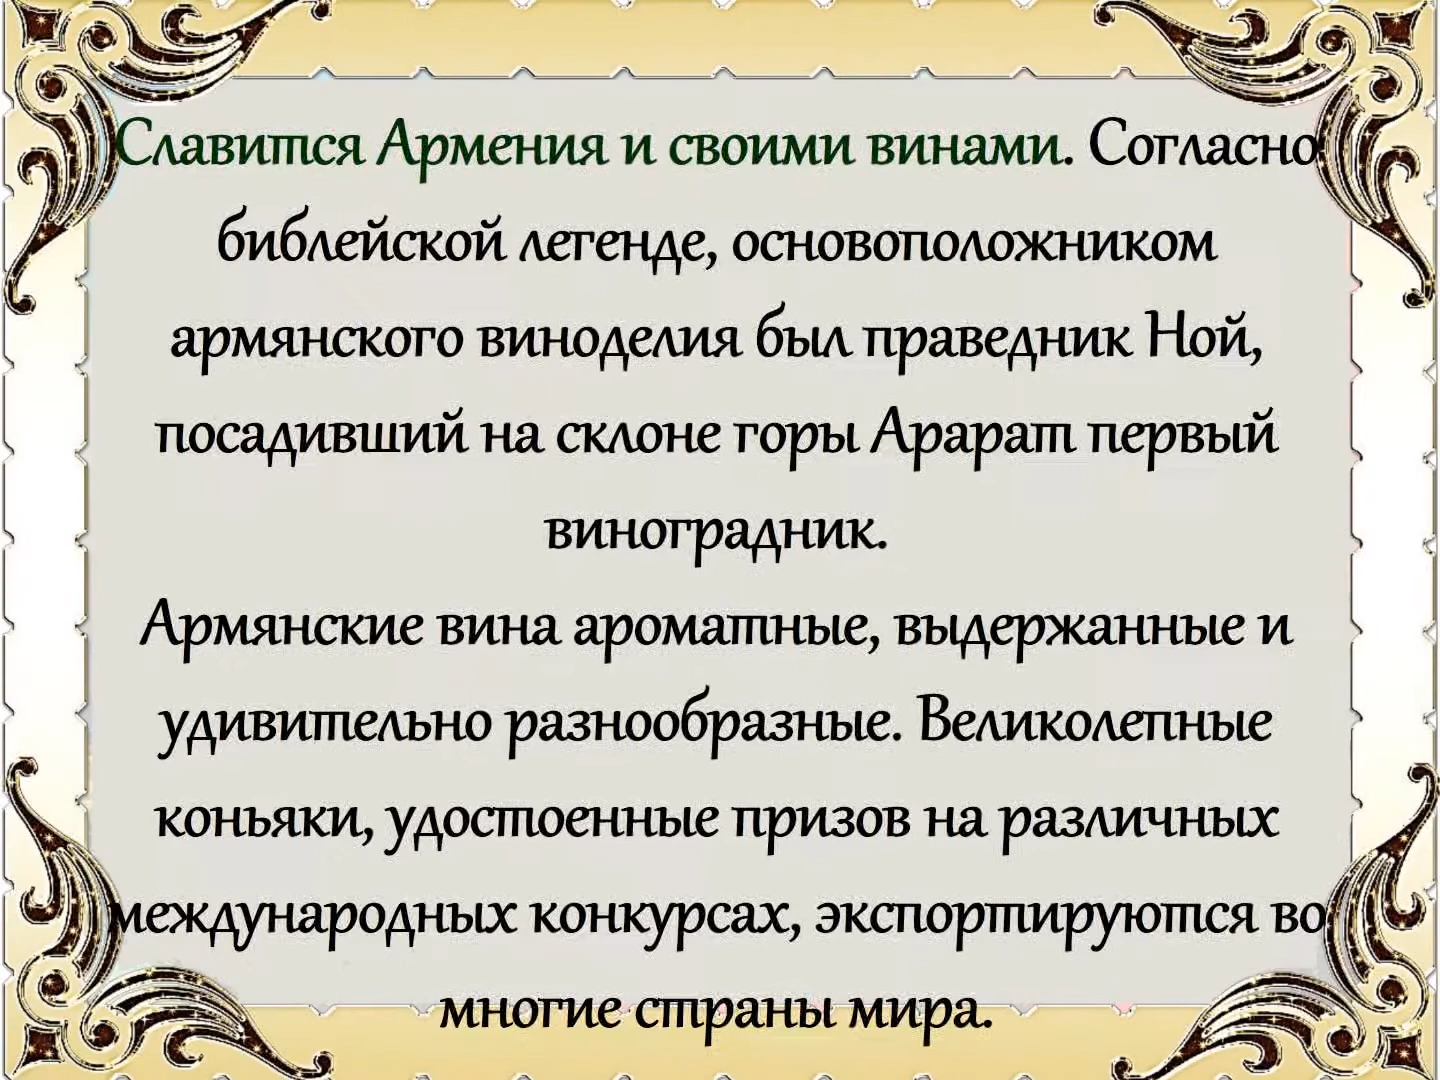 Славится Армения и своими винами. Согласно
библейской легенде, основоположником
армянского виноделия был праведник Ной,
посадивший на склоне горы Арарат первый
виноградник.
Армянские вина ароматные, выдержанные и
удивительно разнообразные. Великолепные
коньяки, удостоенные призов на различных
международных конкурсах, экспортируются во
многие страны мира.